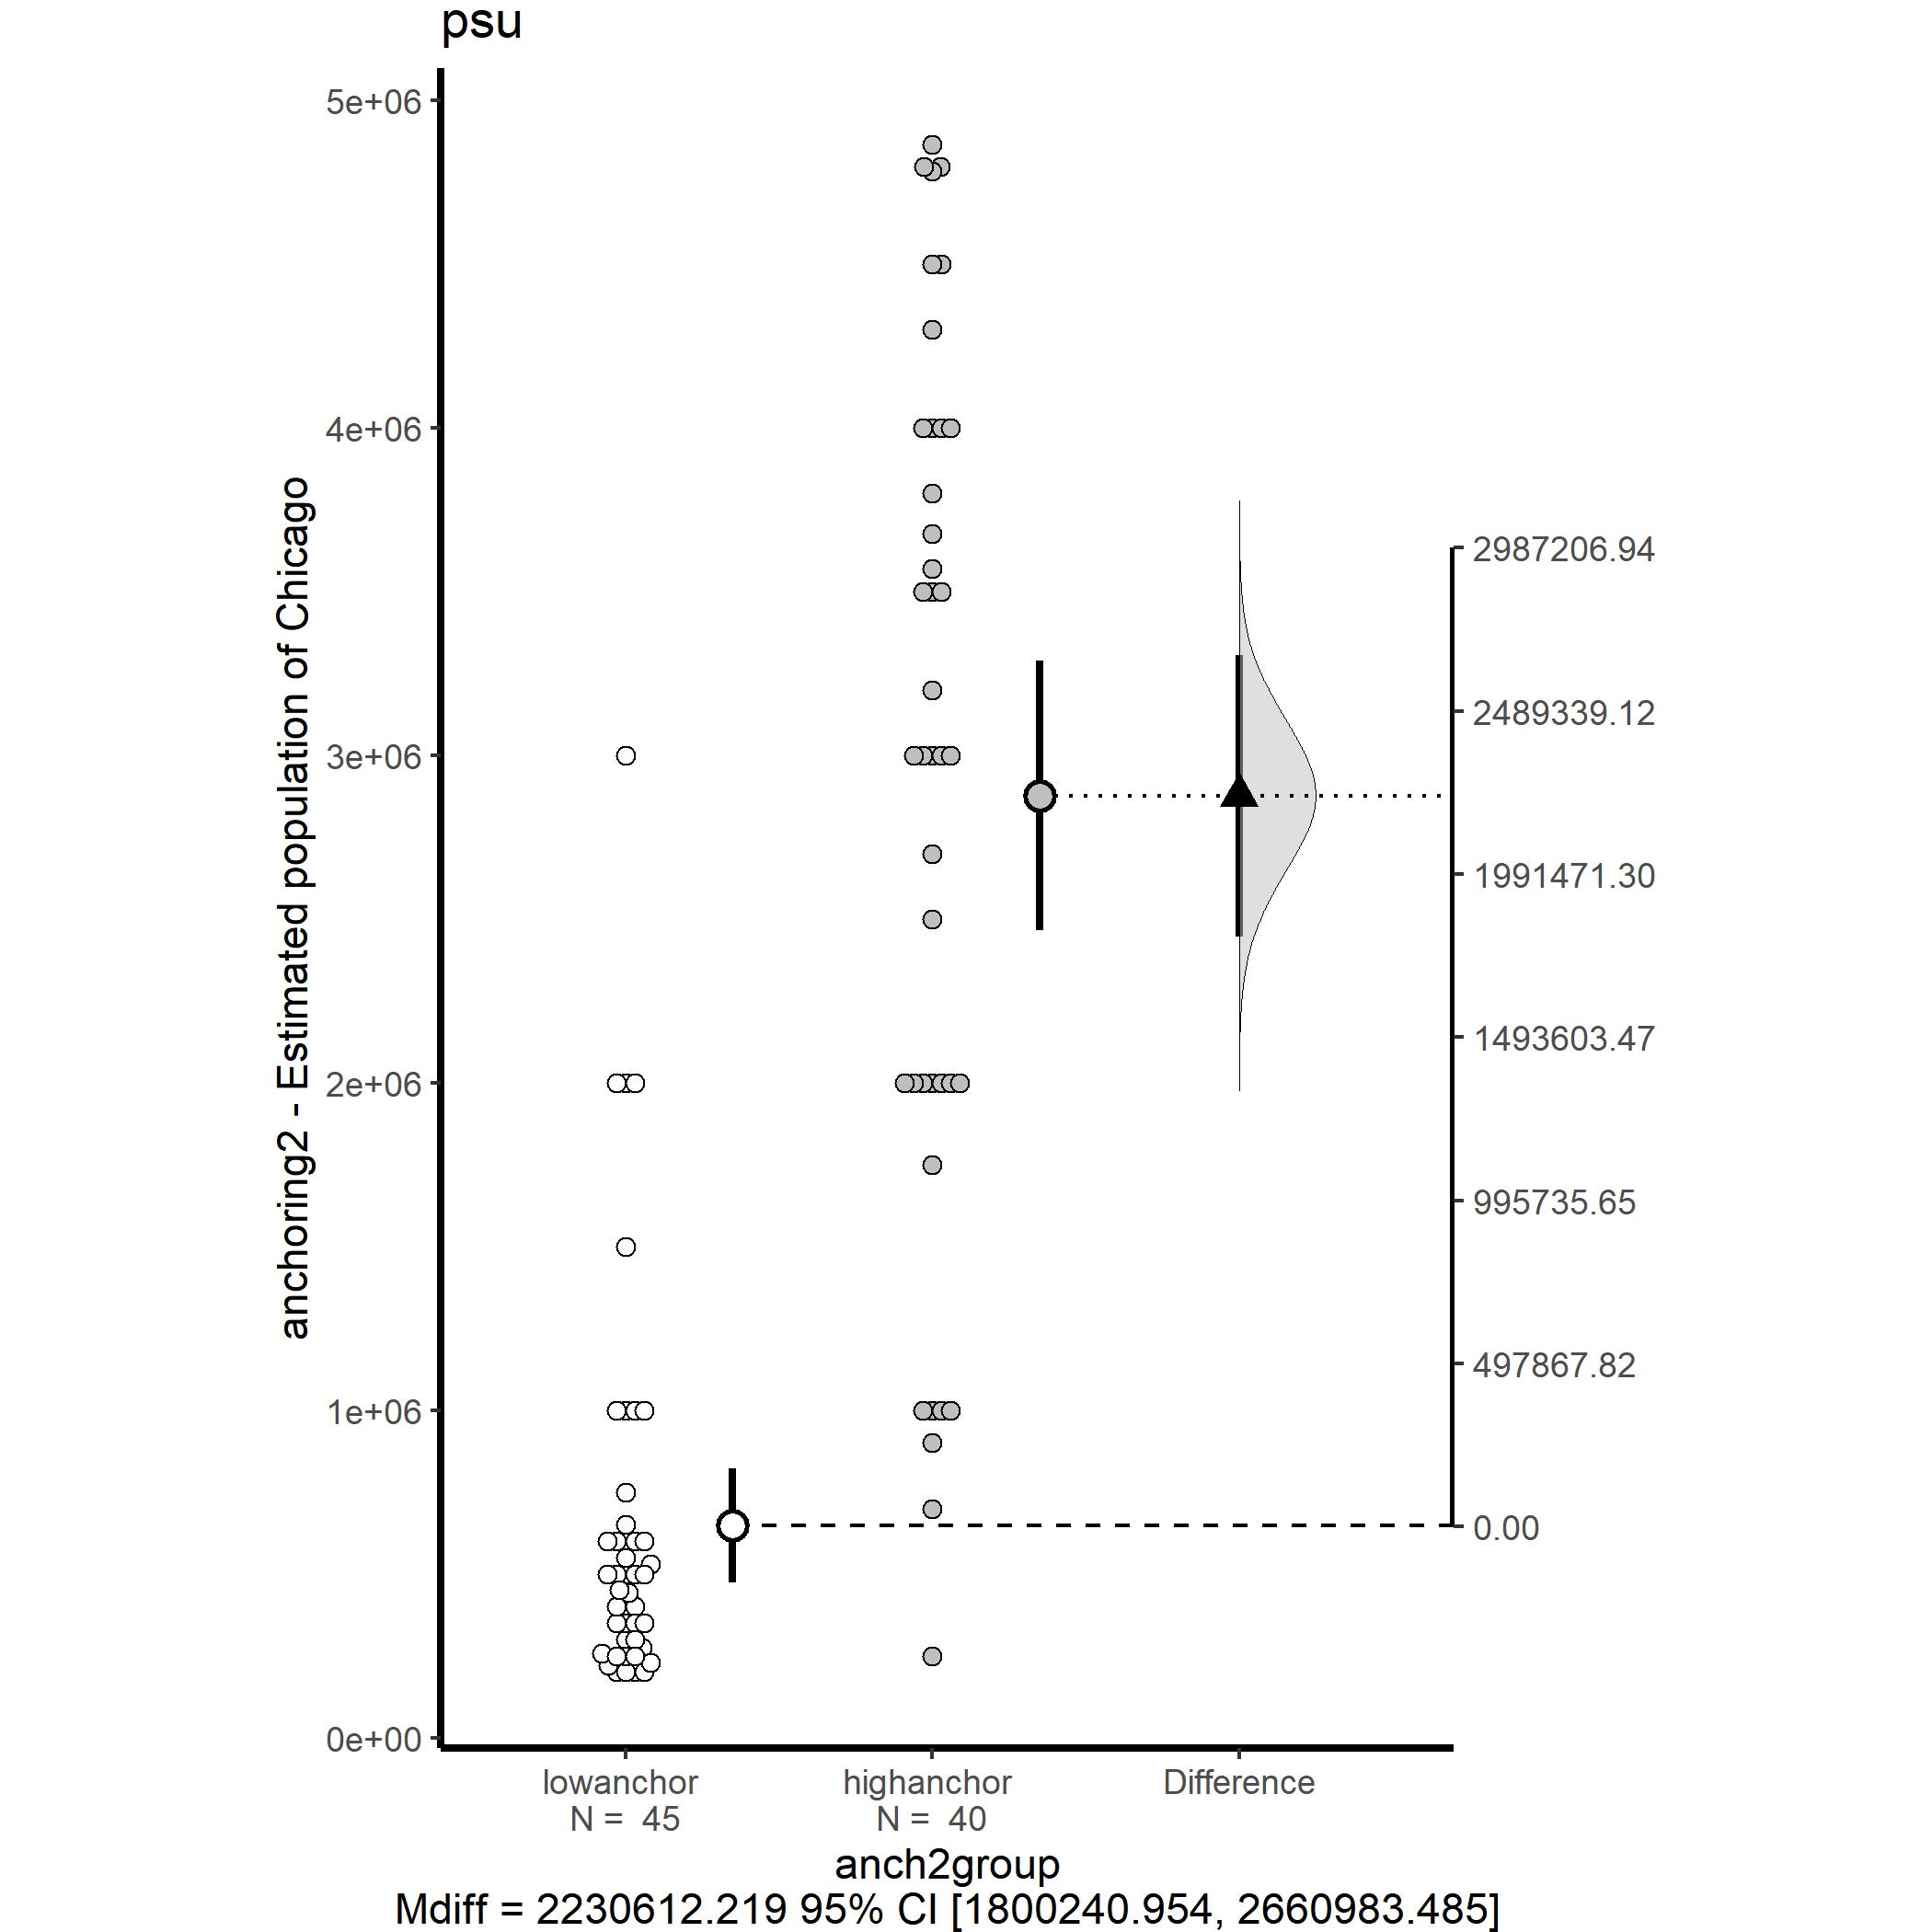 psu
5e+06
4e+06
3e+06
2e+06
1e+06
0e+00
anchoring2 - Estimated population of Chicago
2987206.94
2489339.12
1991471.30
1493603.47
995735.65
497867.82
0.00
lowanchor
N =  45
highanchor
N =  40
Difference
anch2group
Mdiff = 2230612.219 95% CI [1800240.954, 2660983.485]